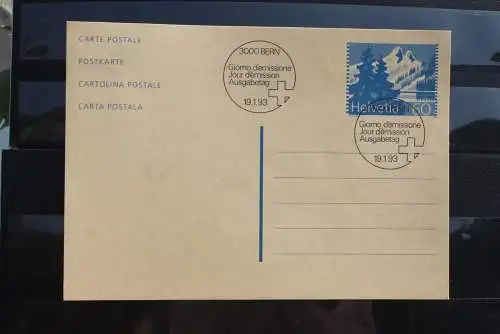 CARTE POSTALE
POSTKARTE
CARTOLINA POSTALE
CARTA POSTALA
3000 BERN
Giorno d'emissione
Jour d'émission
Ausgabetag
19.1.93
Helvetia 60
Giorno d'emissione
Jour d'émission
Ausgabetag
19.1.93